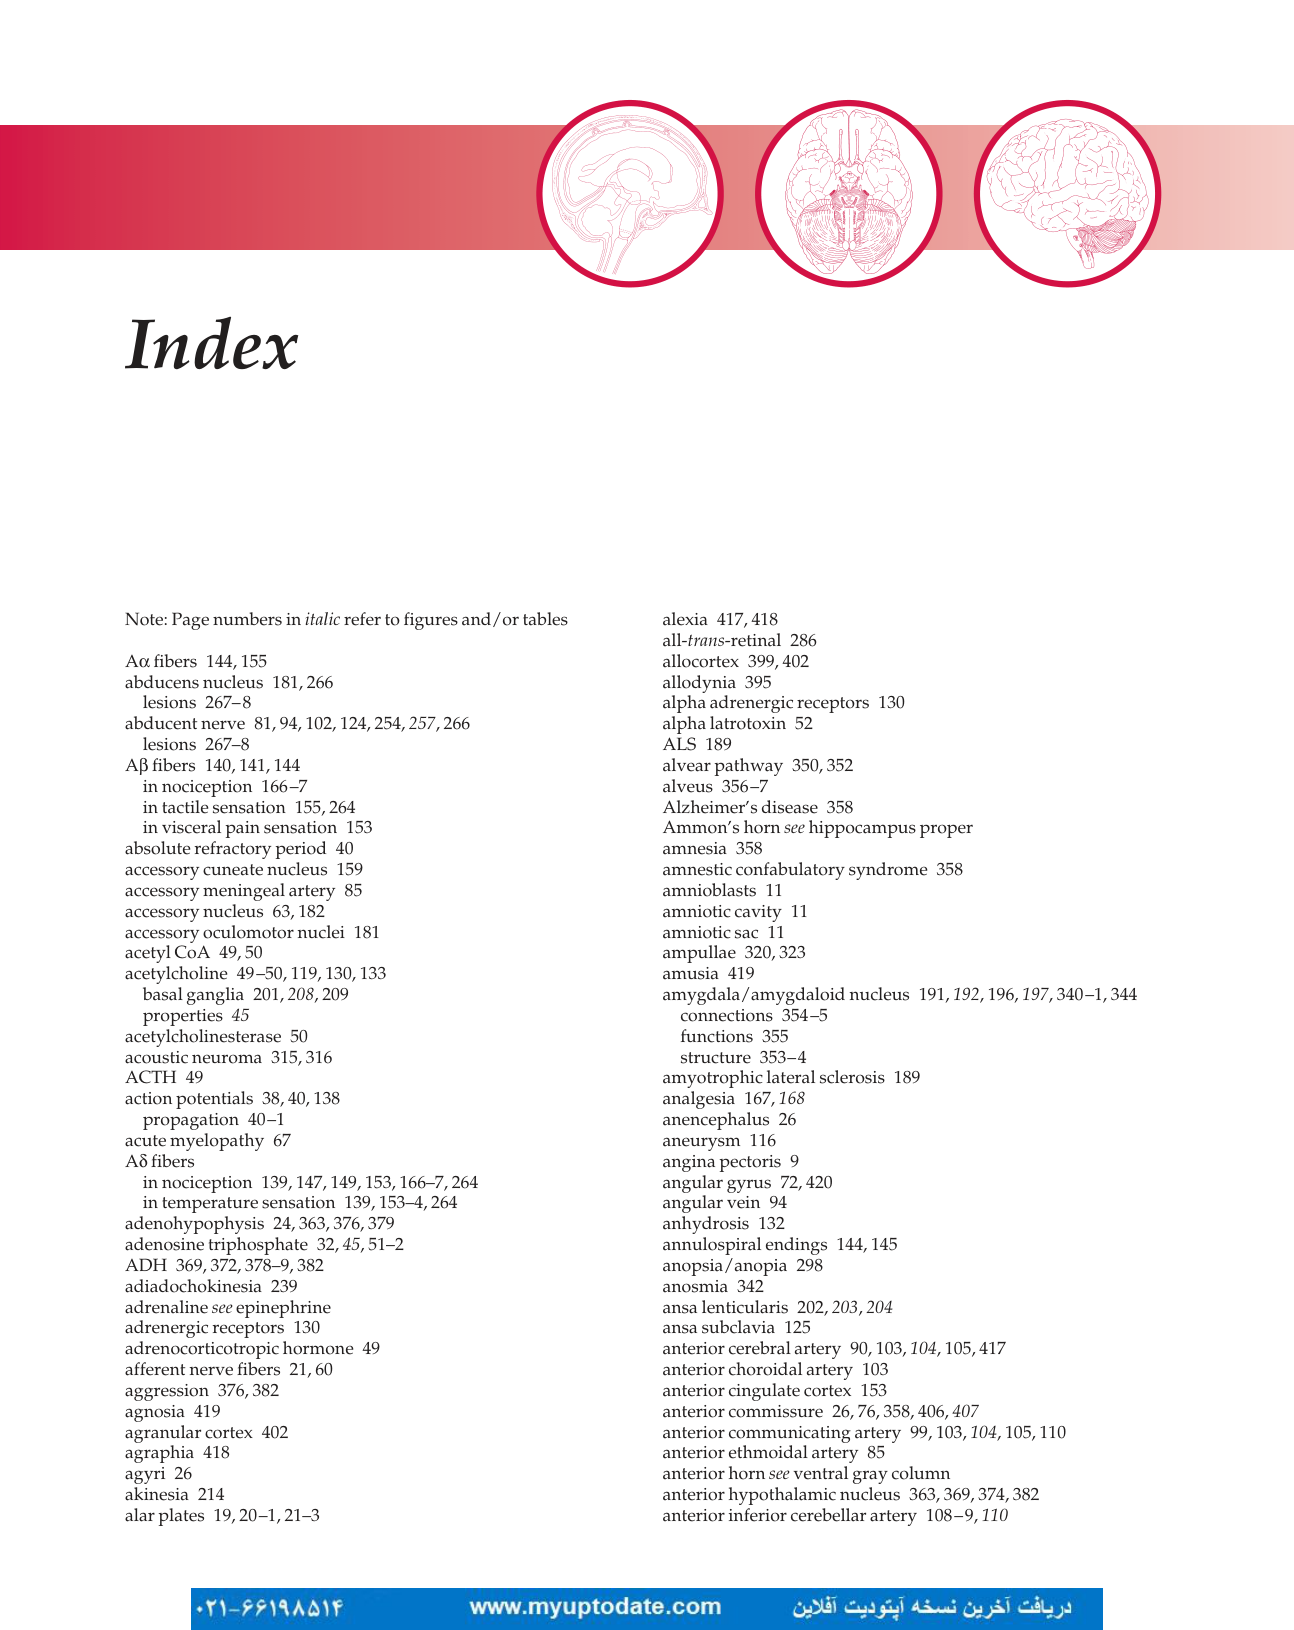 Index
Note: Page numbers in italic refer to figures and/or tables
Aα fibers 144, 155
abducens nucleus 181, 266
lesions 267–8
abducent nerve 81, 94, 102, 124, 254, 257, 266
lesions 267–8
Aβ fibers 140, 141, 144
in nociception 166–7
in tactile sensation 155, 264
in visceral pain sensation 153
absolute refractory period 40
accessory cuneate nucleus 159
accessory meningeal artery 85
accessory nucleus 63, 182
accessory oculomotor nuclei 181
acetyl CoA 49, 50
acetylcholine 49–50, 119, 130, 133
basal ganglia 201, 208, 209
properties 45
acetylcholinesterase 50
acoustic neuroma 315, 316
ACTH 49
action potentials 38, 40, 138
propagation 40–1
acute myelopathy 67
Aδ fibers
in nociception 139, 147, 149, 153, 166–7, 264
in temperature sensation 139, 153–4, 264
adenohypophysis 24, 363, 376, 379
adenosine triphosphate 32, 45, 51–2
ADH 369, 372, 378–9, 382
adiadochokinesia 239
adrenaline see epinephrine
adrenergic receptors 130
adrenocorticotropic hormone 49
afferent nerve fibers 21, 60
aggression 376, 382
agnosia 419
agranular cortex 402
agraphia 418
agyri 26
akinesia 214
alar plates 19, 20–1, 21–3
alexia 417, 418
all-trans-retinal 286
allocortex 399, 402
allodynia 395
alpha adrenergic receptors 130
alpha latrotoxin 52
ALS 189
alvear pathway 350, 352
alveus 356–7
Alzheimer's disease 358
Ammon's horn see hippocampus proper
amnesia 358
amnestic confabulatory syndrome 358
amnioblasts 11
amniotic cavity 11
amniotic sac 11
ampullae 320, 323
amusia 419
amygdala/amygdaloid nucleus 191, 192, 196, 197, 340–1, 344
connections 354–5
functions 355
structure 353–4
amyotrophic lateral sclerosis 189
analgesia 167, 168
anencephalus 26
aneurysm 116
angina pectoris 9
angular gyrus 72, 420
angular vein 94
anhydrosis 132
annulospiral endings 144, 145
anopsia/anopia 298
anosmia 342
ansa lenticularis 202, 203, 204
ansa subclavia 125
anterior cerebral artery 90, 103, 104, 105, 417
anterior choroidal artery 103
anterior cingulate cortex 153
anterior commissure 26, 76, 358, 406, 407
anterior communicating artery 99, 103, 104, 105, 110
anterior ethmoidal artery 85
anterior horn see ventral gray column
anterior hypothalamic nucleus 363, 369, 374, 382
anterior inferior cerebellar artery 108–9, 110
۰۲۱-۶۶۱۹۸۵۱۴ www.myuptodate.com دریافت آخرین نسخه آپتودیت آفلاین